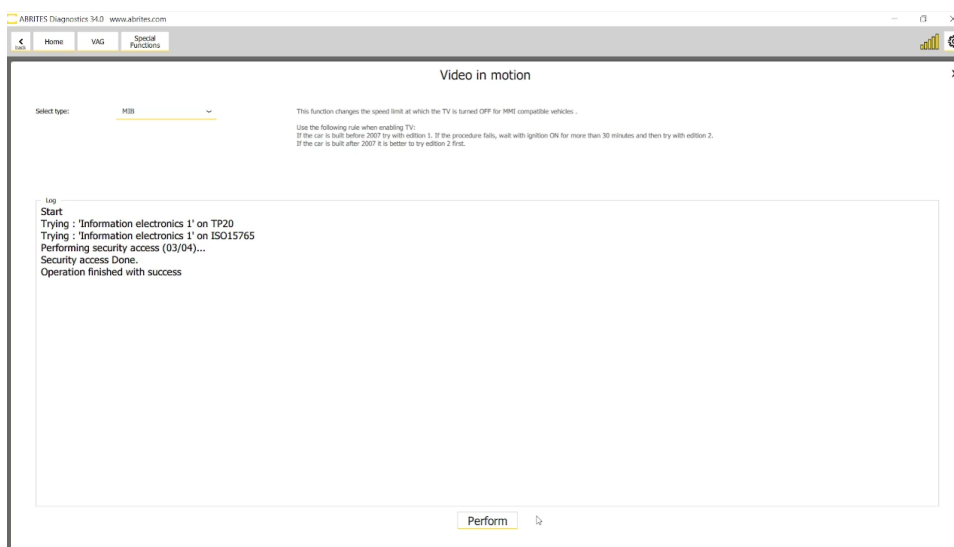 ABRITES Diagnostics 34.0 www.abrites.com
Back
Home
VAG
Special
Functions
Video in motion
Select type:
MIB
This function changes the speed limit at which the TV is turned OFF for MMI compatible vehicles .
Use the following rule when enabling TV:
If the car is built before 2007 try with edition 1. If the procedure fails, wait with ignition ON for more than 30 minutes and then try with edition 2.
If the car is built after 2007 it is better to try edition 2 first.
Log
Start
Trying : 'Information electronics 1' on TP20
Trying : 'Information electronics 1' on ISO15765
Performing security access (03/04)...
Security access Done.
Operation finished with success
Perform